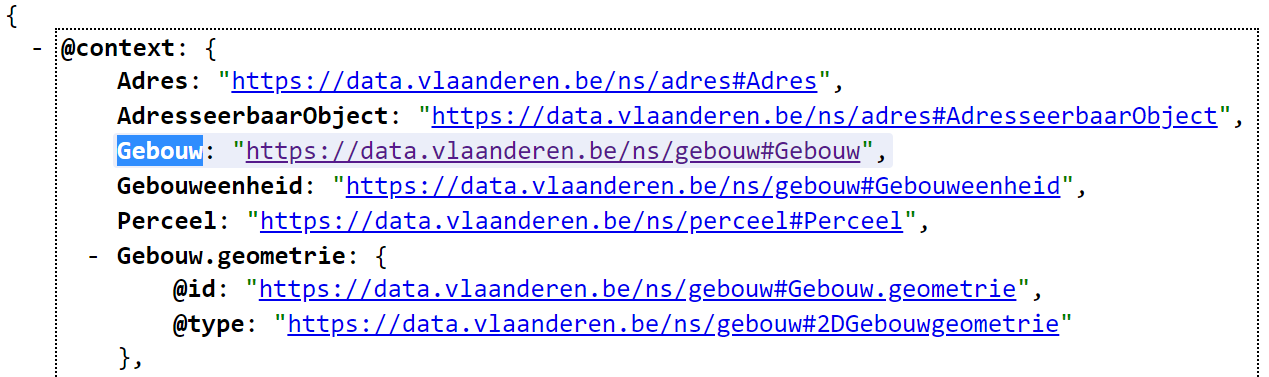 {
- @context: {
Adres: "https://data.vlaanderen.be/ns/adres#Adres",
AdresseerbaarObject: "https://data.vlaanderen.be/ns/adres#AdresseerbaarObject",
Gebouw: "https://data.vlaanderen.be/ns/gebouw#Gebouw",
Gebouweenheid: "https://data.vlaanderen.be/ns/gebouw#Gebouweenheid",
Perceel: "https://data.vlaanderen.be/ns/perceel#Perceel",
- Gebouw.geometrie: {
@id: "https://data.vlaanderen.be/ns/gebouw#Gebouw.geometrie",
@type: "https://data.vlaanderen.be/ns/gebouw#2DGebouwgeometrie"
},